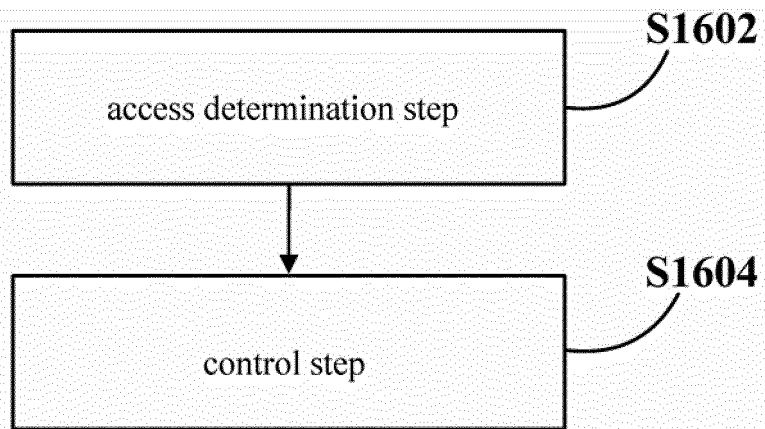 S1602
access determination step
S1604
control step